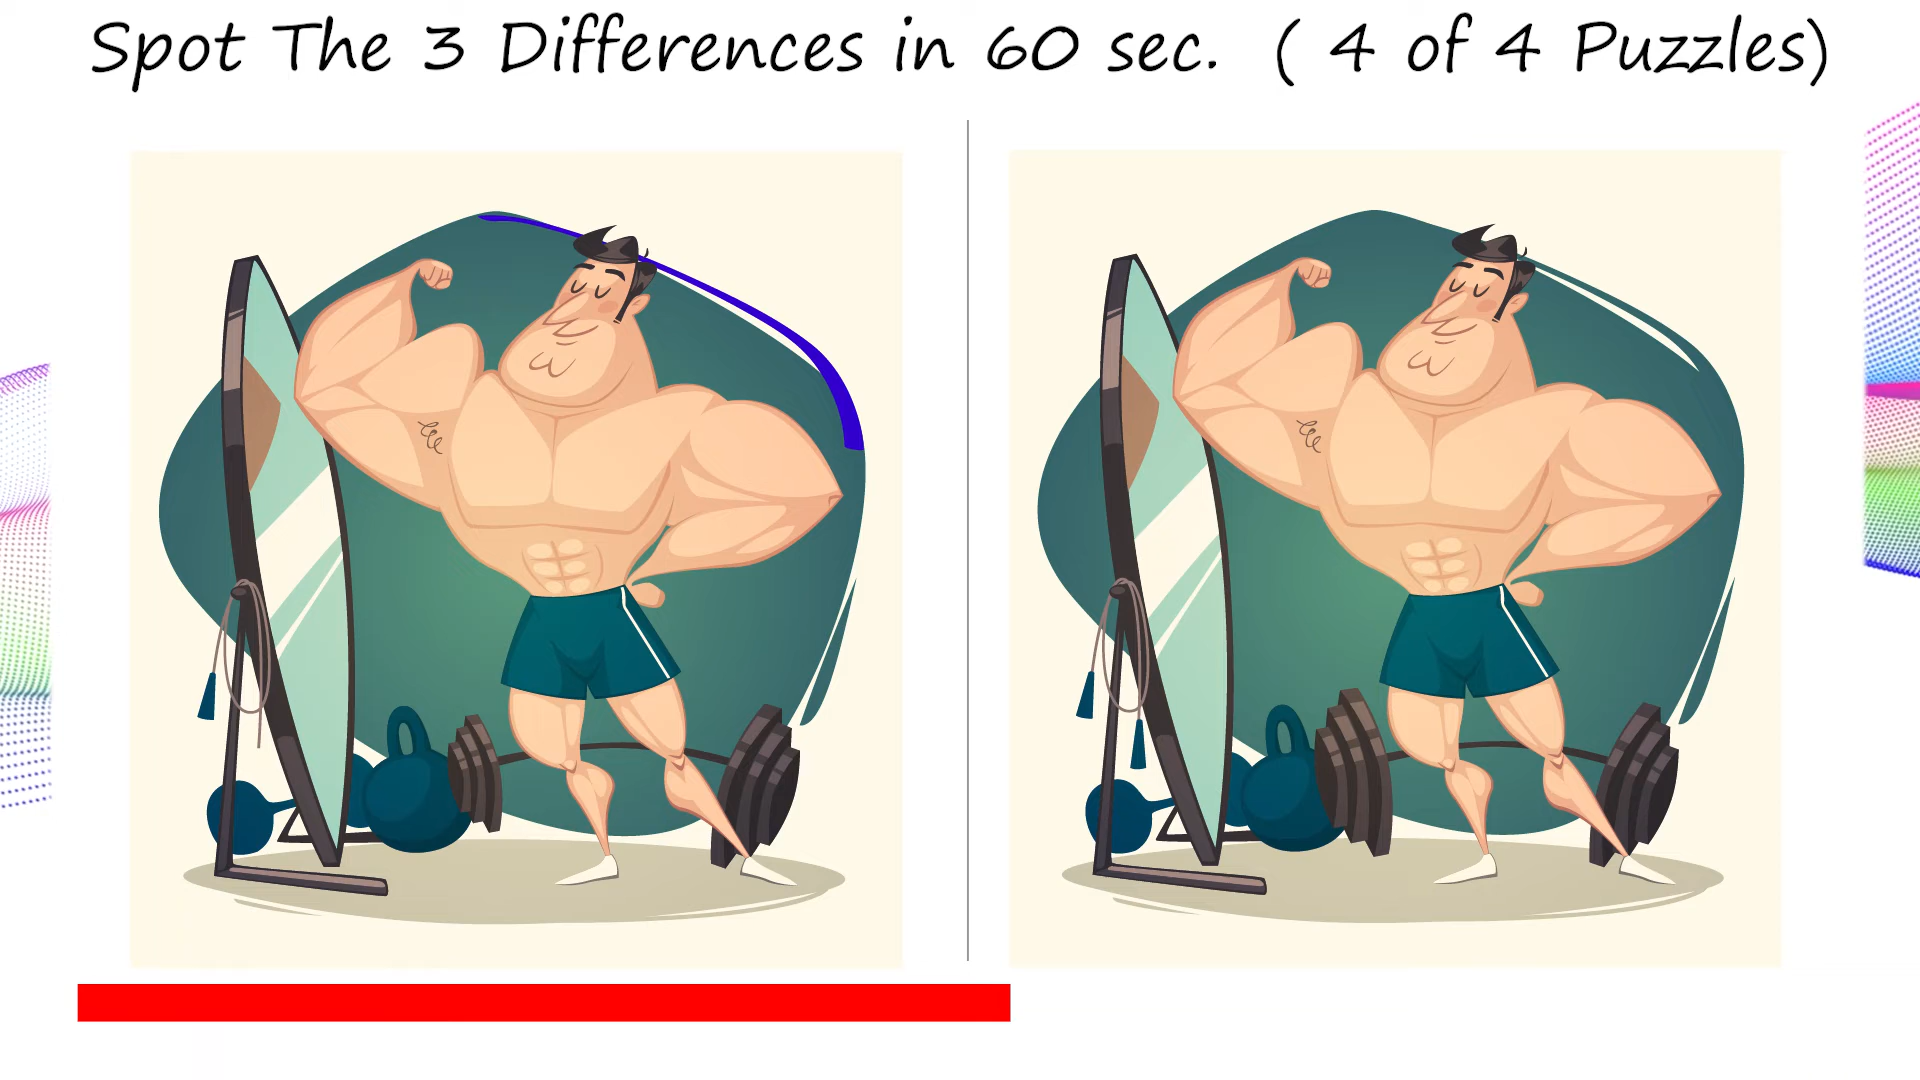 Spot The 3 Differences in 60 sec. ( 4 of 4 Puzzles)